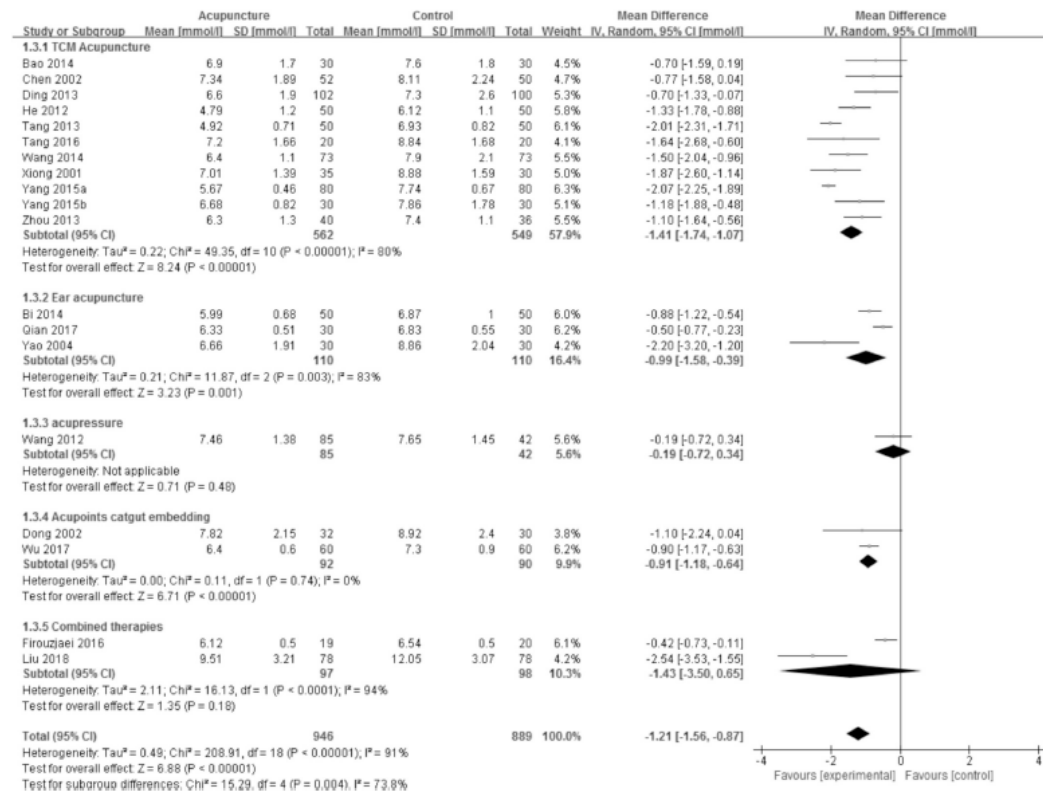 Acupuncture Control Mean Difference Mean Difference
Study or Subgroup Mean [mmol/l] SD [mmol/l] Total Mean [mmol/l] SD [mmol/l] Total Weight IV, Random, 95% CI [mmol/l] IV, Random, 95% CI [mmol/l]
1.3.1 TCM Acupuncture
Bao 2014 6.9 1.7 30 7.6 1.8 30 4.5% -0.70 [-1.59, 0.19]
Chen 2002 7.34 1.89 52 8.11 2.24 50 4.7% -0.77 [-1.58, 0.04]
Ding 2013 6.6 1.9 102 7.3 2.6 100 5.3% -0.70 [-1.33, -0.07]
He 2012 4.79 1.2 50 6.12 1.1 50 5.8% -1.33 [-1.78, -0.88]
Tang 2013 4.92 0.71 50 6.93 0.82 50 6.1% -2.01 [-2.31, -1.71]
Tang 2016 7.2 1.66 20 8.84 1.68 20 4.1% -1.64 [-2.68, -0.60]
Wang 2014 6.4 1.1 73 7.9 2.1 73 5.5% -1.50 [-2.04, -0.96]
Xiong 2001 7.01 1.39 35 8.88 1.59 30 4.9% -1.87 [-2.60, -1.14]
Yang 2015a 5.67 0.46 80 7.74 0.67 80 6.3% -2.07 [-2.25, -1.89]
Yang 2015b 6.68 0.82 30 7.86 1.78 30 5.0% -1.18 [-1.88, -0.48]
Zhou 2013 6.3 1.3 40 7.4 1.1 36 5.5% -1.10 [-1.64, -0.56]
Subtotal (95% CI) 562 549 57.9% -1.41 [-1.74, -1.07]
Heterogeneity: Tau² = 0.22; Chi² = 49.35, df = 10 (P < 0.00001); I² = 80%
Test for overall effect: Z = 8.24 (P < 0.00001)
1.3.2 Ear acupuncture
Bi 2014 5.99 0.68 50 6.87 1 50 6.0% -0.88 [-1.22, -0.54]
Qian 2017 6.33 0.51 30 6.83 0.55 30 6.2% -0.50 [-0.77, -0.23]
Yao 2004 6.66 1.91 30 8.86 2.04 30 4.2% -2.20 [-3.20, -1.20]
Subtotal (95% CI) 110 110 16.4% -0.99 [-1.58, -0.39]
Heterogeneity: Tau² = 0.21; Chi² = 11.87, df = 2 (P = 0.003); I² = 83%
Test for overall effect: Z = 3.23 (P = 0.001)
1.3.3 acupressure
Wang 2012 7.46 1.38 85 7.65 1.45 42 5.6% -0.19 [-0.72, 0.34]
Subtotal (95% CI) 85 42 5.6% -0.19 [-0.72, 0.34]
Heterogeneity: Not applicable
Test for overall effect: Z = 0.71 (P = 0.48)
1.3.4 Acupoints catgut embedding
Dong 2002 7.82 2.15 32 8.92 2.4 30 3.8% -1.10 [-2.24, 0.04]
Wu 2017 6.4 0.6 60 7.3 0.9 60 6.2% -0.90 [-1.17, -0.63]
Subtotal (95% CI) 92 90 9.9% -0.91 [-1.18, -0.64]
Heterogeneity: Tau² = 0.00; Chi² = 0.11, df = 1 (P = 0.74); I² = 0%
Test for overall effect: Z = 6.71 (P < 0.00001)
1.3.5 Combined therapies
Firouzjaei 2016 6.12 0.5 19 6.54 0.5 20 6.1% -0.42 [-0.73, -0.11]
Liu 2018 9.51 3.21 78 12.05 3.07 78 4.2% -2.54 [-3.53, -1.55]
Subtotal (95% CI) 97 98 10.3% -1.43 [-3.50, 0.65]
Heterogeneity: Tau² = 2.11; Chi² = 16.13, df = 1 (P < 0.0001); I² = 94%
Test for overall effect: Z = 1.35 (P = 0.18)
Total (95% CI) 946 889 100.0% -1.21 [-1.56, -0.87]
Heterogeneity: Tau² = 0.49; Chi² = 208.91, df = 18 (P < 0.00001); I² = 91%
Test for overall effect: Z = 6.88 (P < 0.00001)
Test for subgroup differences: Chi² = 15.29, df = 4 (P = 0.004), I² = 73.8%
-4 -2 0 2 4
Favours [experimental] Favours [control]